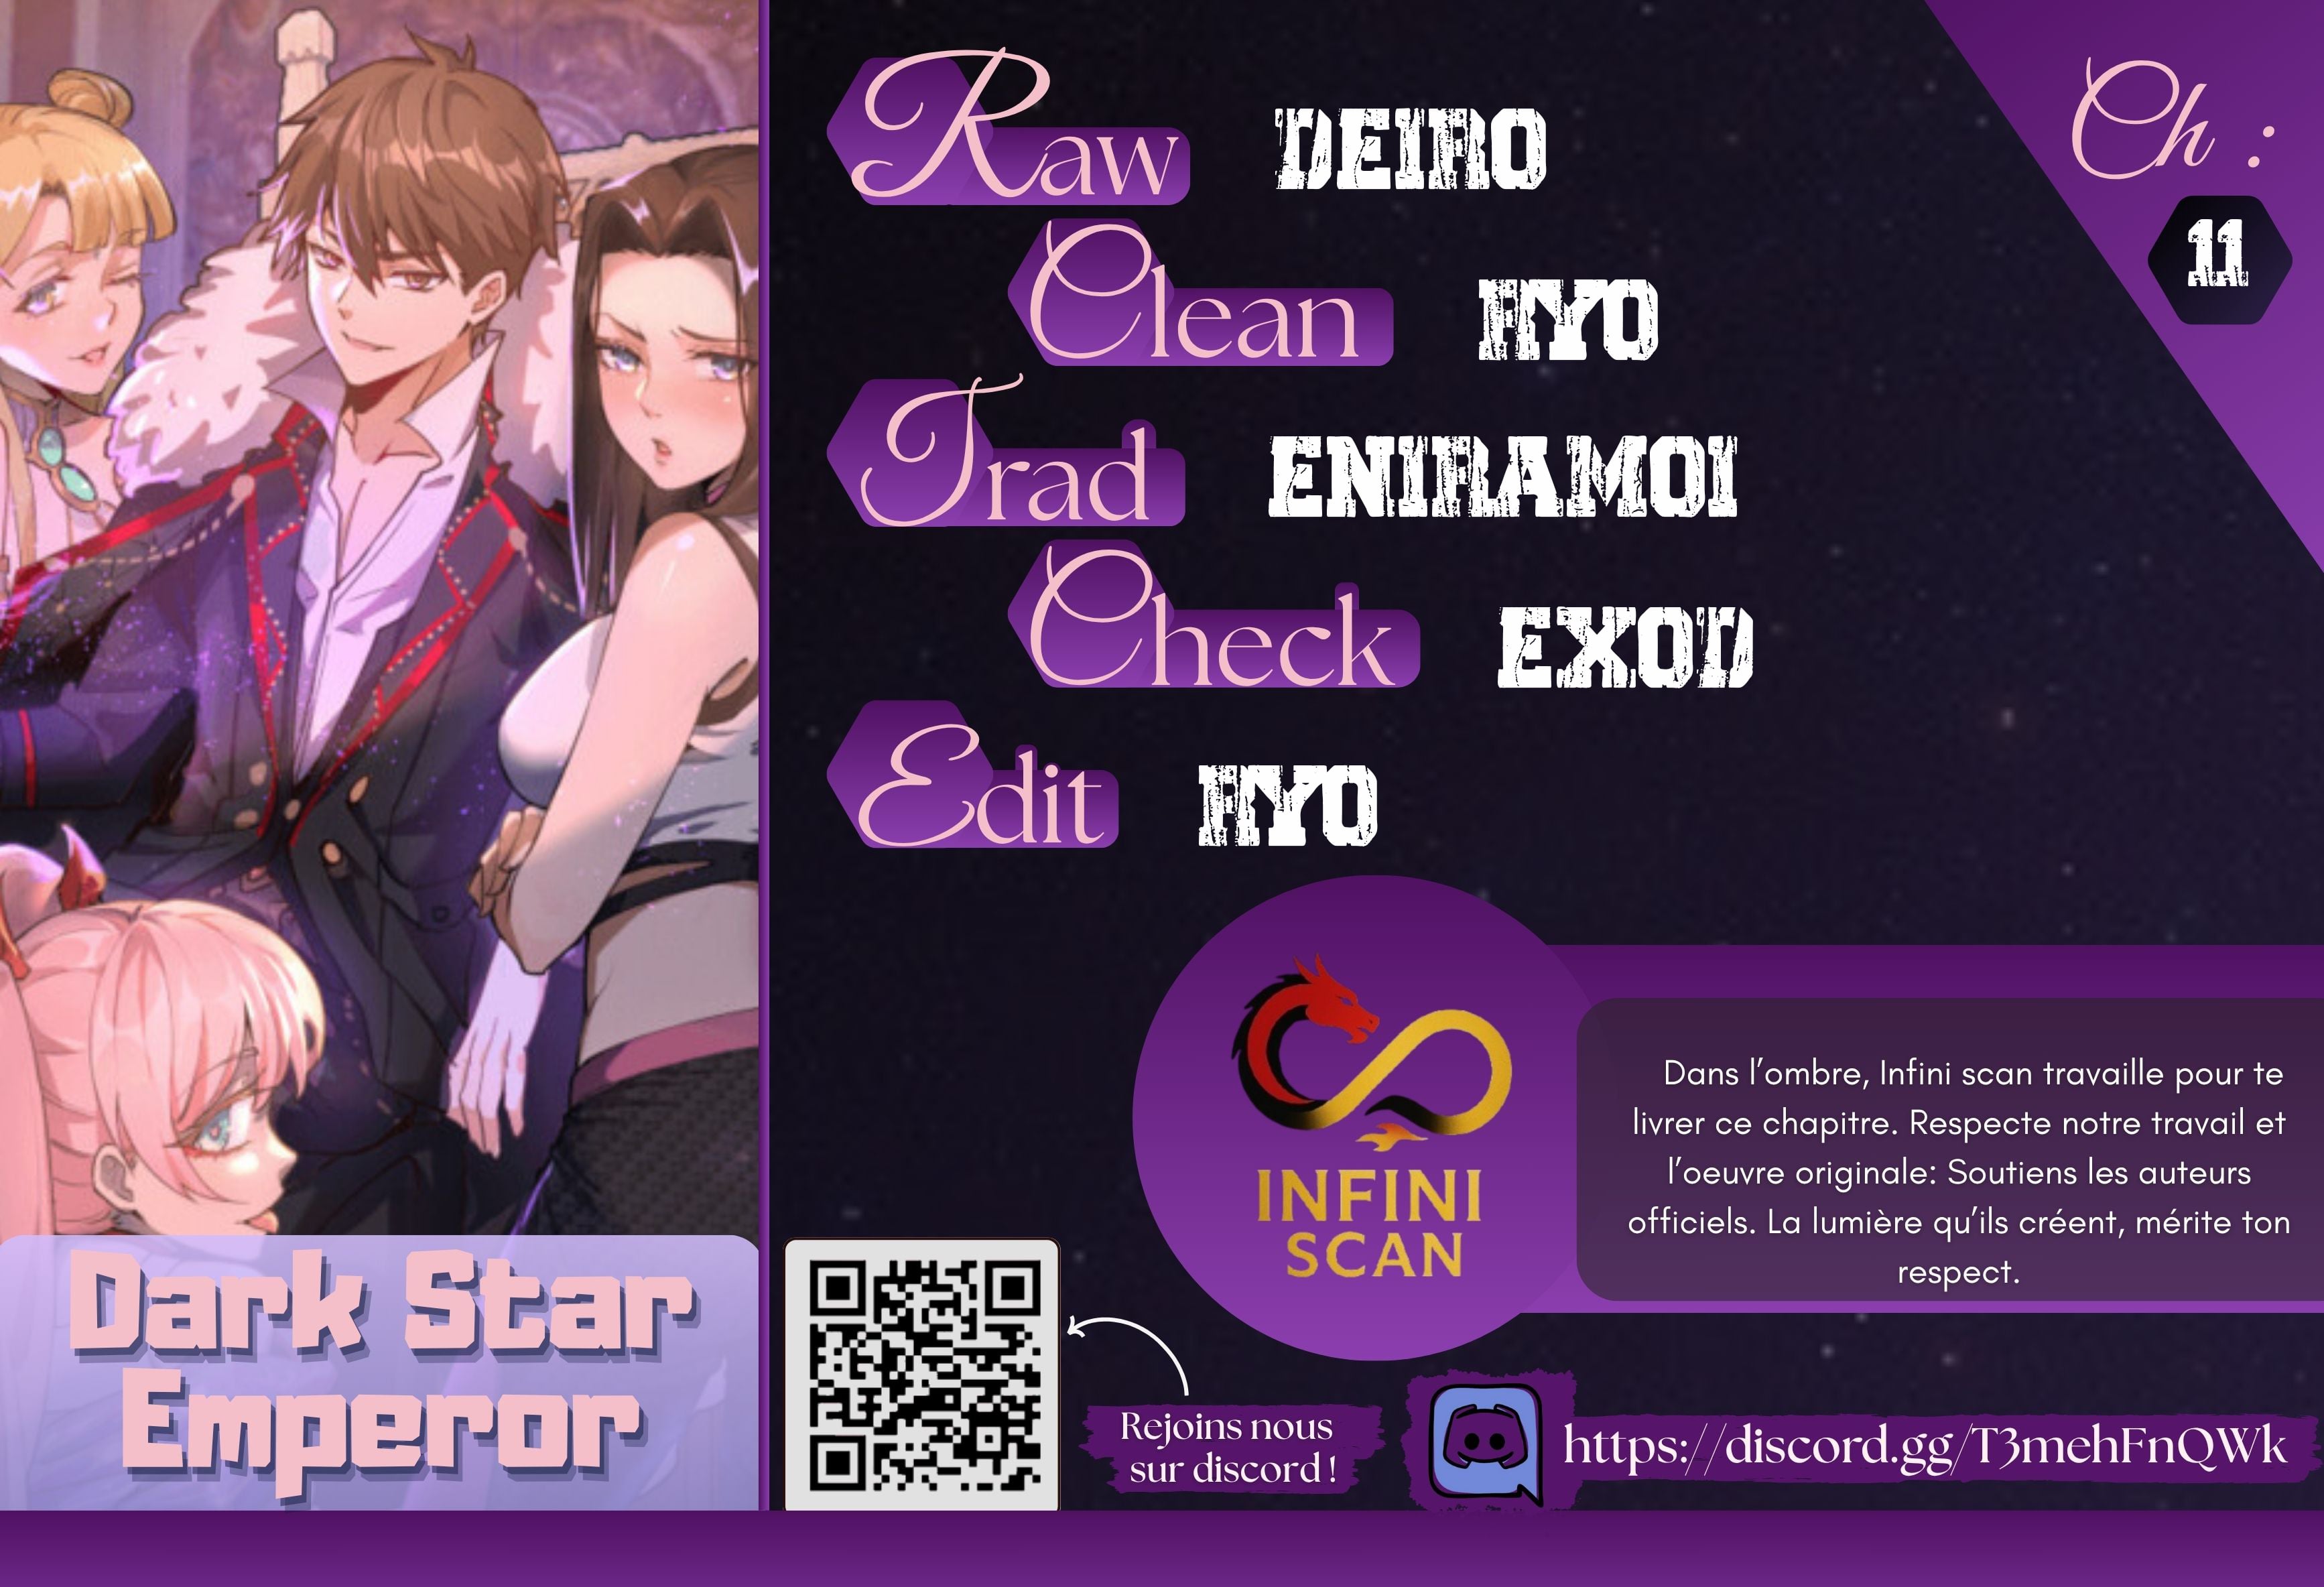 Raw DEIRO
Ch :
11
Clean AYO
Trad ENIRAMOI
Check EXOD
Edit AYO
INFINI
SCAN
Dans l’ombre, Infini scan travaille pour te
livrer ce chapitre. Respecte notre travail et
l’oeuvre originale: Soutiens les auteurs
officiels. La lumière qu’ils créent, mérite ton
respect.
Dark Star
Emperor
Rejoins nous
sur discord !
https://discord.gg/T3mehFnQWk